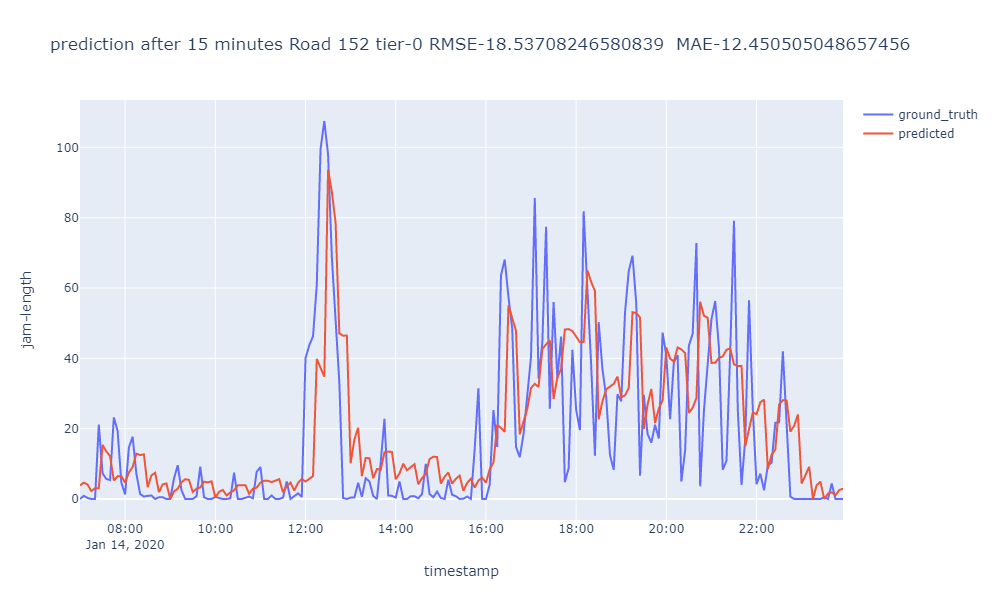 prediction after 15 minutes Road 152 tier-0 RMSE-18.53708246580839  MAE-12.450505048657456
ground_truth
predicted
100
80
60
40
20
0
jam-length
08:00 10:00 12:00 14:00 16:00 18:00 20:00 22:00
Jan 14, 2020
timestamp